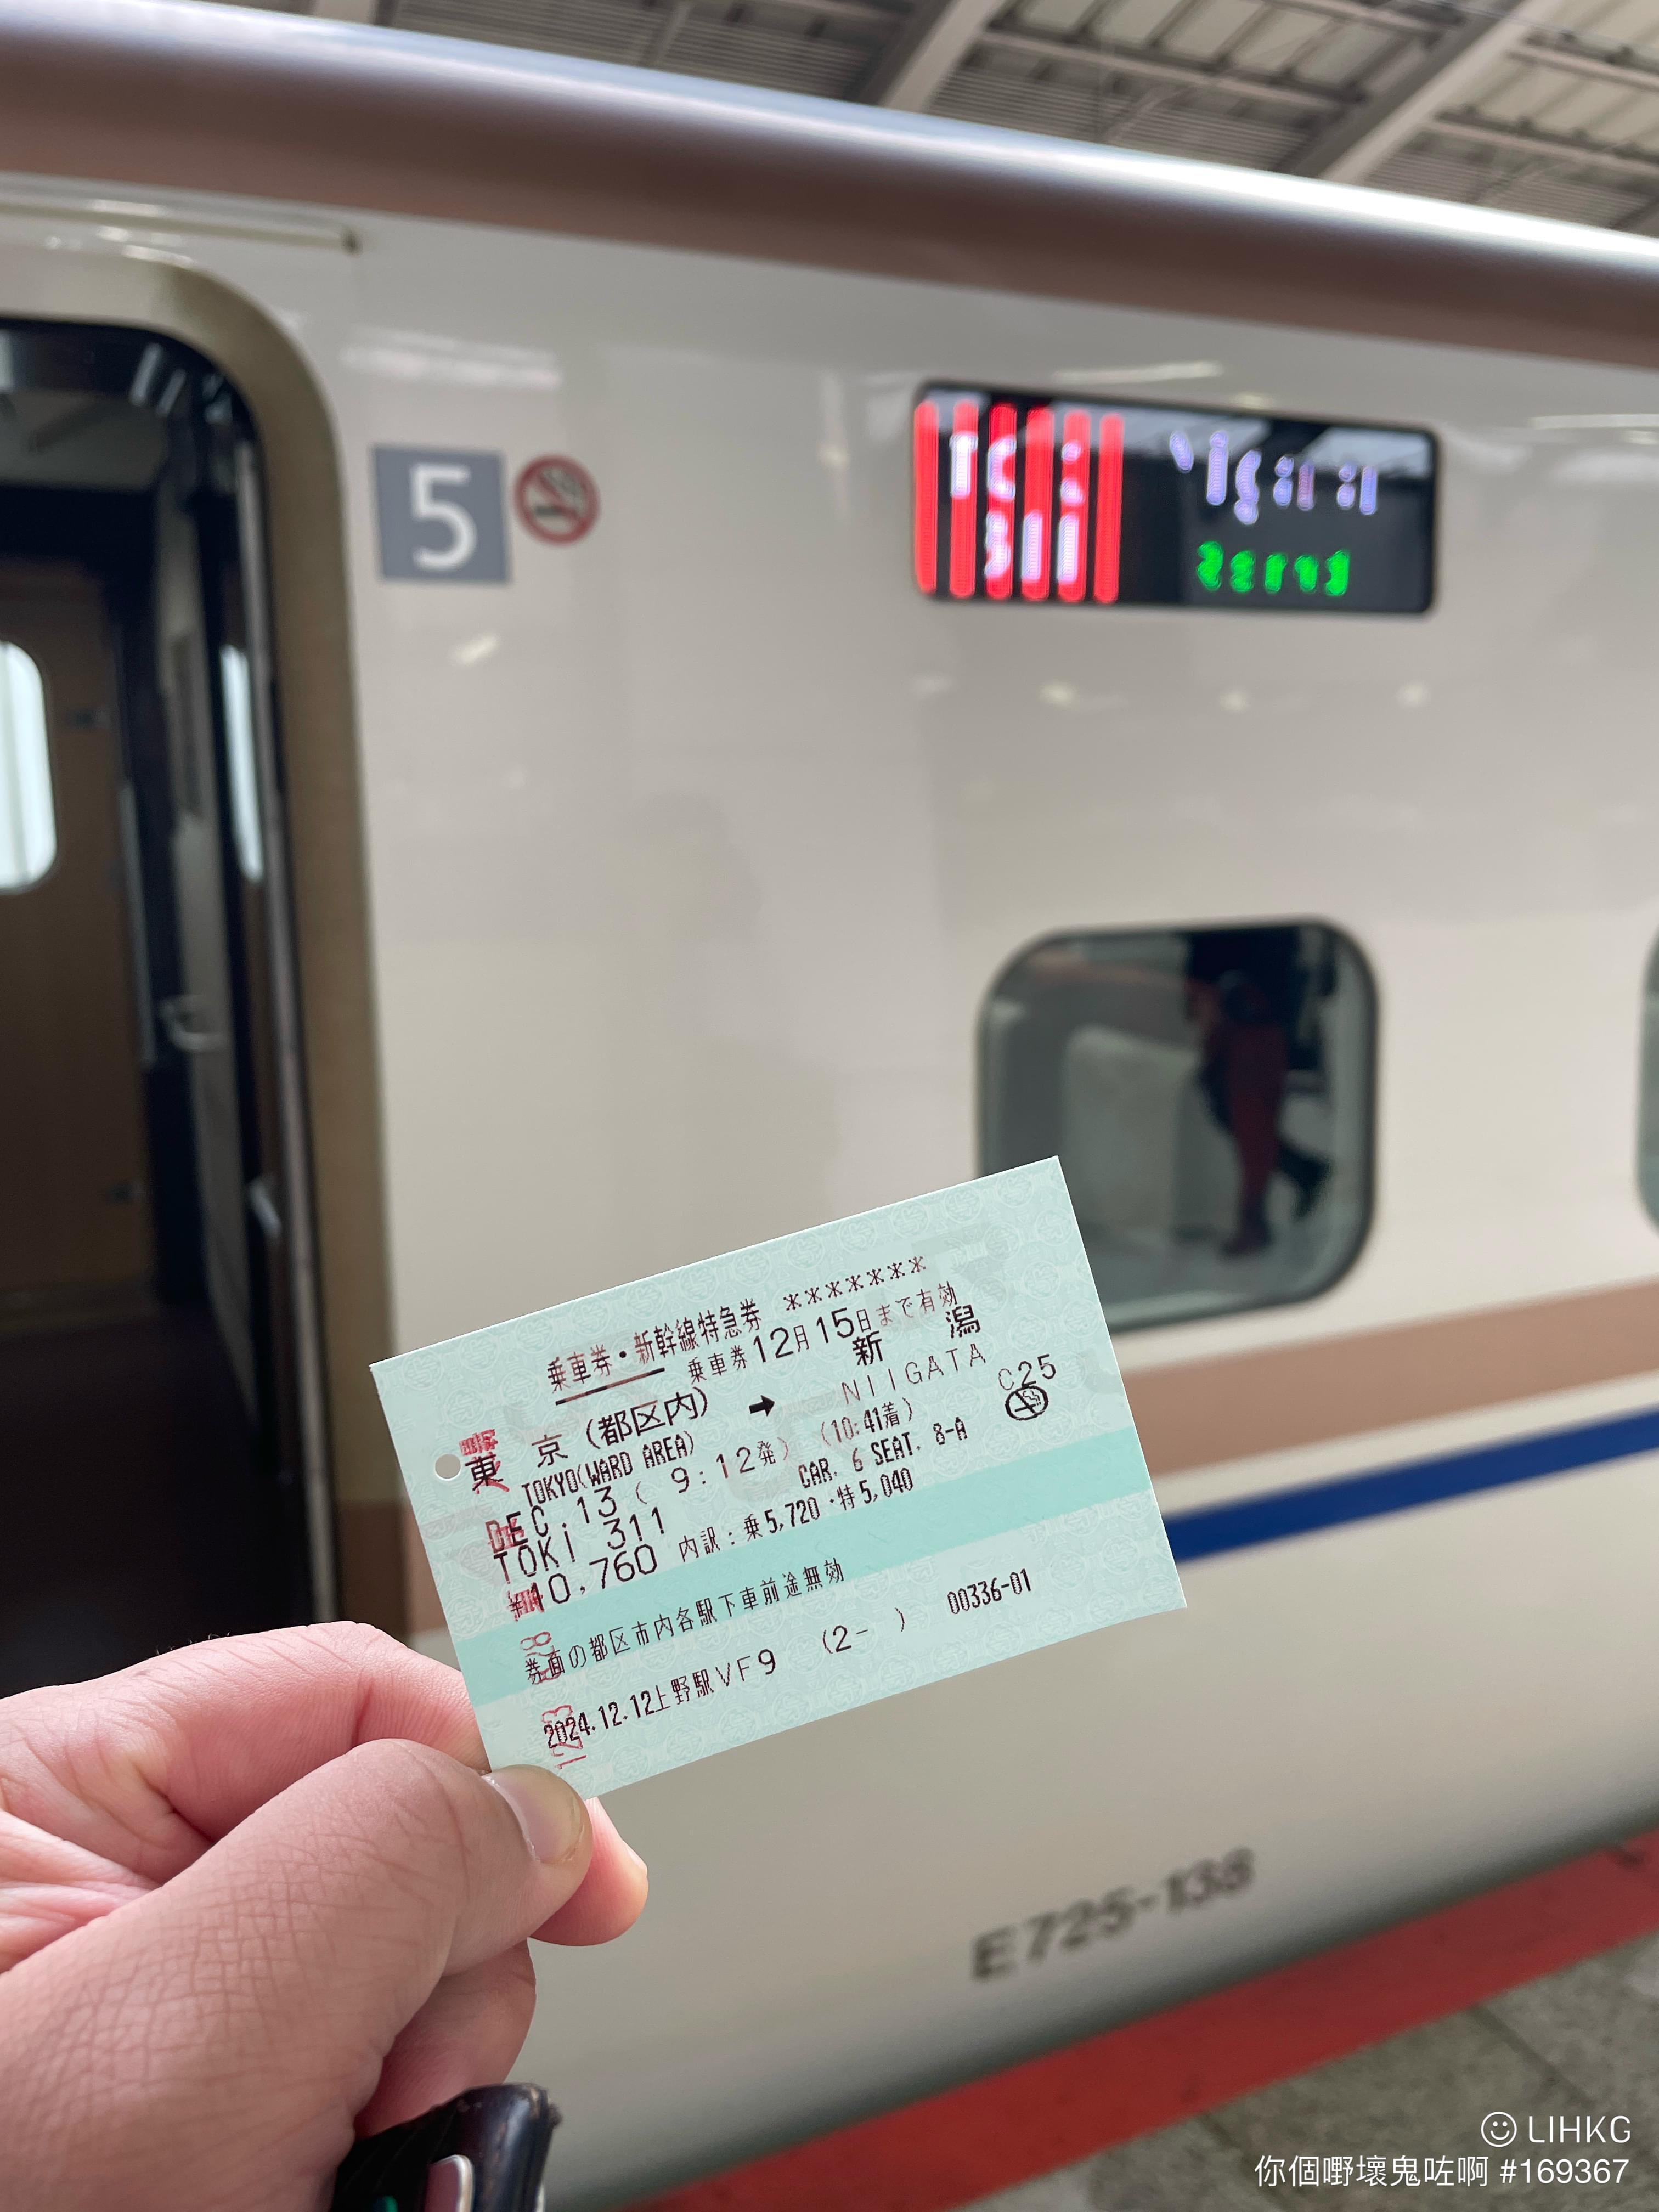 5
Reserved
乗車券・新幹線特急券 *******
乗車券12月15日まで有効
東 京(都区内) ➡ 新 潟
TOKYO(WARD AREA) NIIGATA C25
DEC.13( 9:12発) (10:41着)
TOKI 311 CAR. 6 SEAT. 8-A
¥10,760 内訳:乗5,720・特5,040
券面の都区市内各駅下車前途無効
2024.12.12上野駅VF9 (2- ) 00336-01
E725-138
LIHKG
你個嘢壞鬼咗啊 #169367